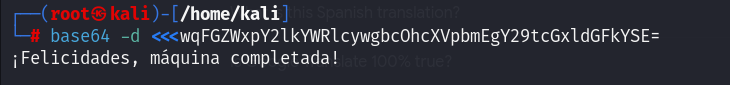 ┌──(root㉿kali)-[/home/kali]
└─# base64 -d <<<wqFGZWxpY2lkYWRlcywgbcOhcXVpbmEgY29tcGxldGFkYSE=
¡Felicidades, máquina completada!